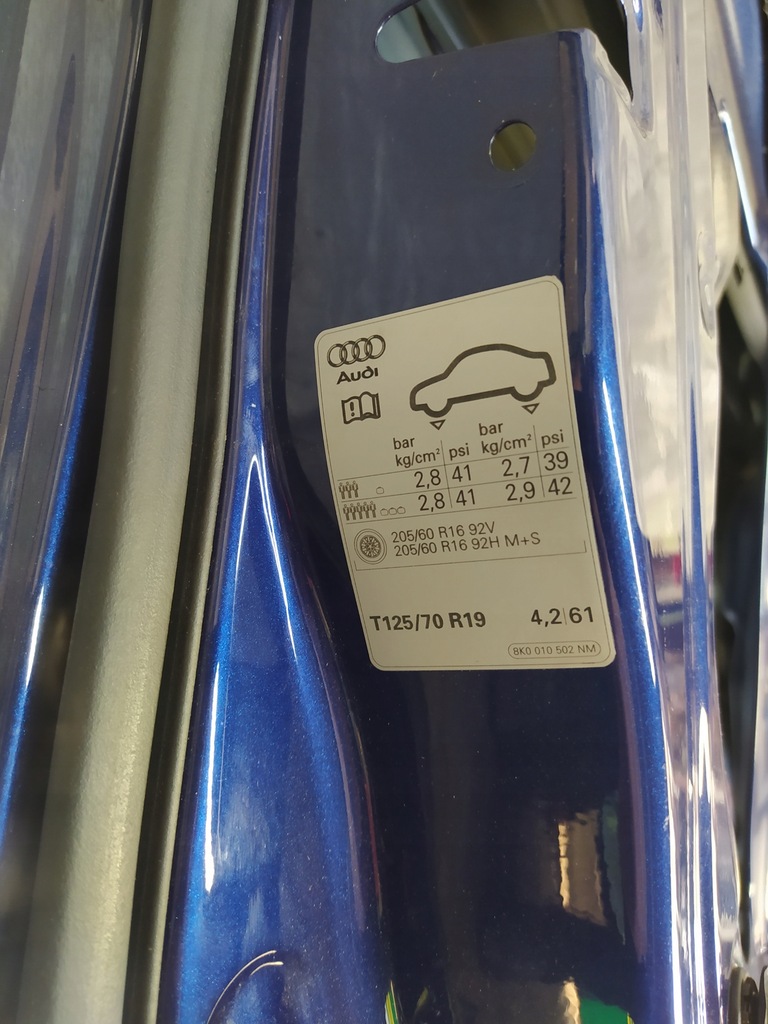 Audi
bar psi bar psi
kg/cm² kg/cm²
2,8 41 2,7 39
2,8 41 2,9 42
205/60 R16 92V
205/60 R16 92H M+S
T125/70 R19 4,2 61
8K0 010 502 NM